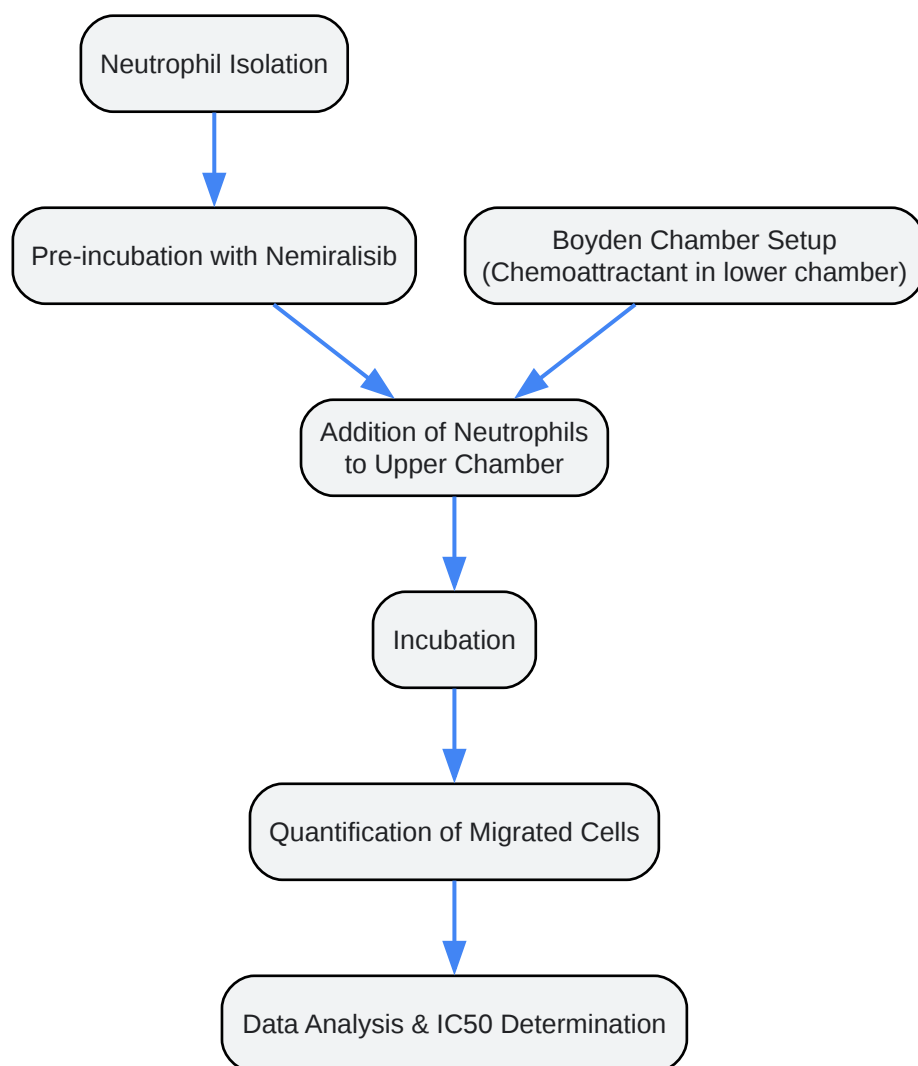 Neutrophil Isolation
Pre-incubation with Nemiralisib
Boyden Chamber Setup
(Chemoattractant in lower chamber)
Addition of Neutrophils
to Upper Chamber
Incubation
Quantification of Migrated Cells
Data Analysis & IC50 Determination